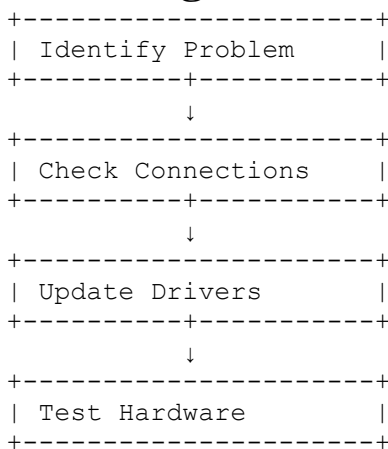 +----------------------+
| Identify Problem     |
+----------+-----------+
↓
+----------------------+
| Check Connections    |
+----------+-----------+
↓
+----------------------+
| Update Drivers       |
+----------+-----------+
↓
+----------------------+
| Test Hardware        |
+----------------------+